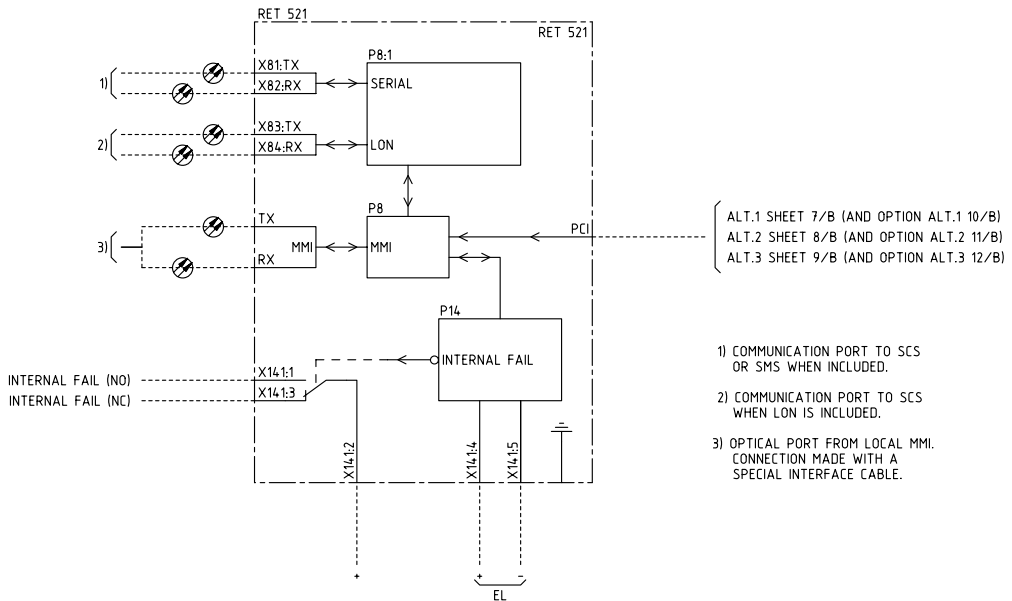 RET 521
RET 521
P8:1
X81:TX
X82:RX
SERIAL
1)
X83:TX
X84:RX
LON
2)
P8
TX
MMI
MMI
RX
3)
PCI
ALT.1 SHEET 7/B (AND OPTION ALT.1 10/B)
ALT.2 SHEET 8/B (AND OPTION ALT.2 11/B)
ALT.3 SHEET 9/B (AND OPTION ALT.3 12/B)
P14
INTERNAL FAIL
X141:1
X141:3
INTERNAL FAIL (NO)
INTERNAL FAIL (NC)
X141:2
X141:4
X141:5
+
+
-
EL
1) COMMUNICATION PORT TO SCS
OR SMS WHEN INCLUDED.
2) COMMUNICATION PORT TO SCS
WHEN LON IS INCLUDED.
3) OPTICAL PORT FROM LOCAL MMI.
CONNECTION MADE WITH A
SPECIAL INTERFACE CABLE.